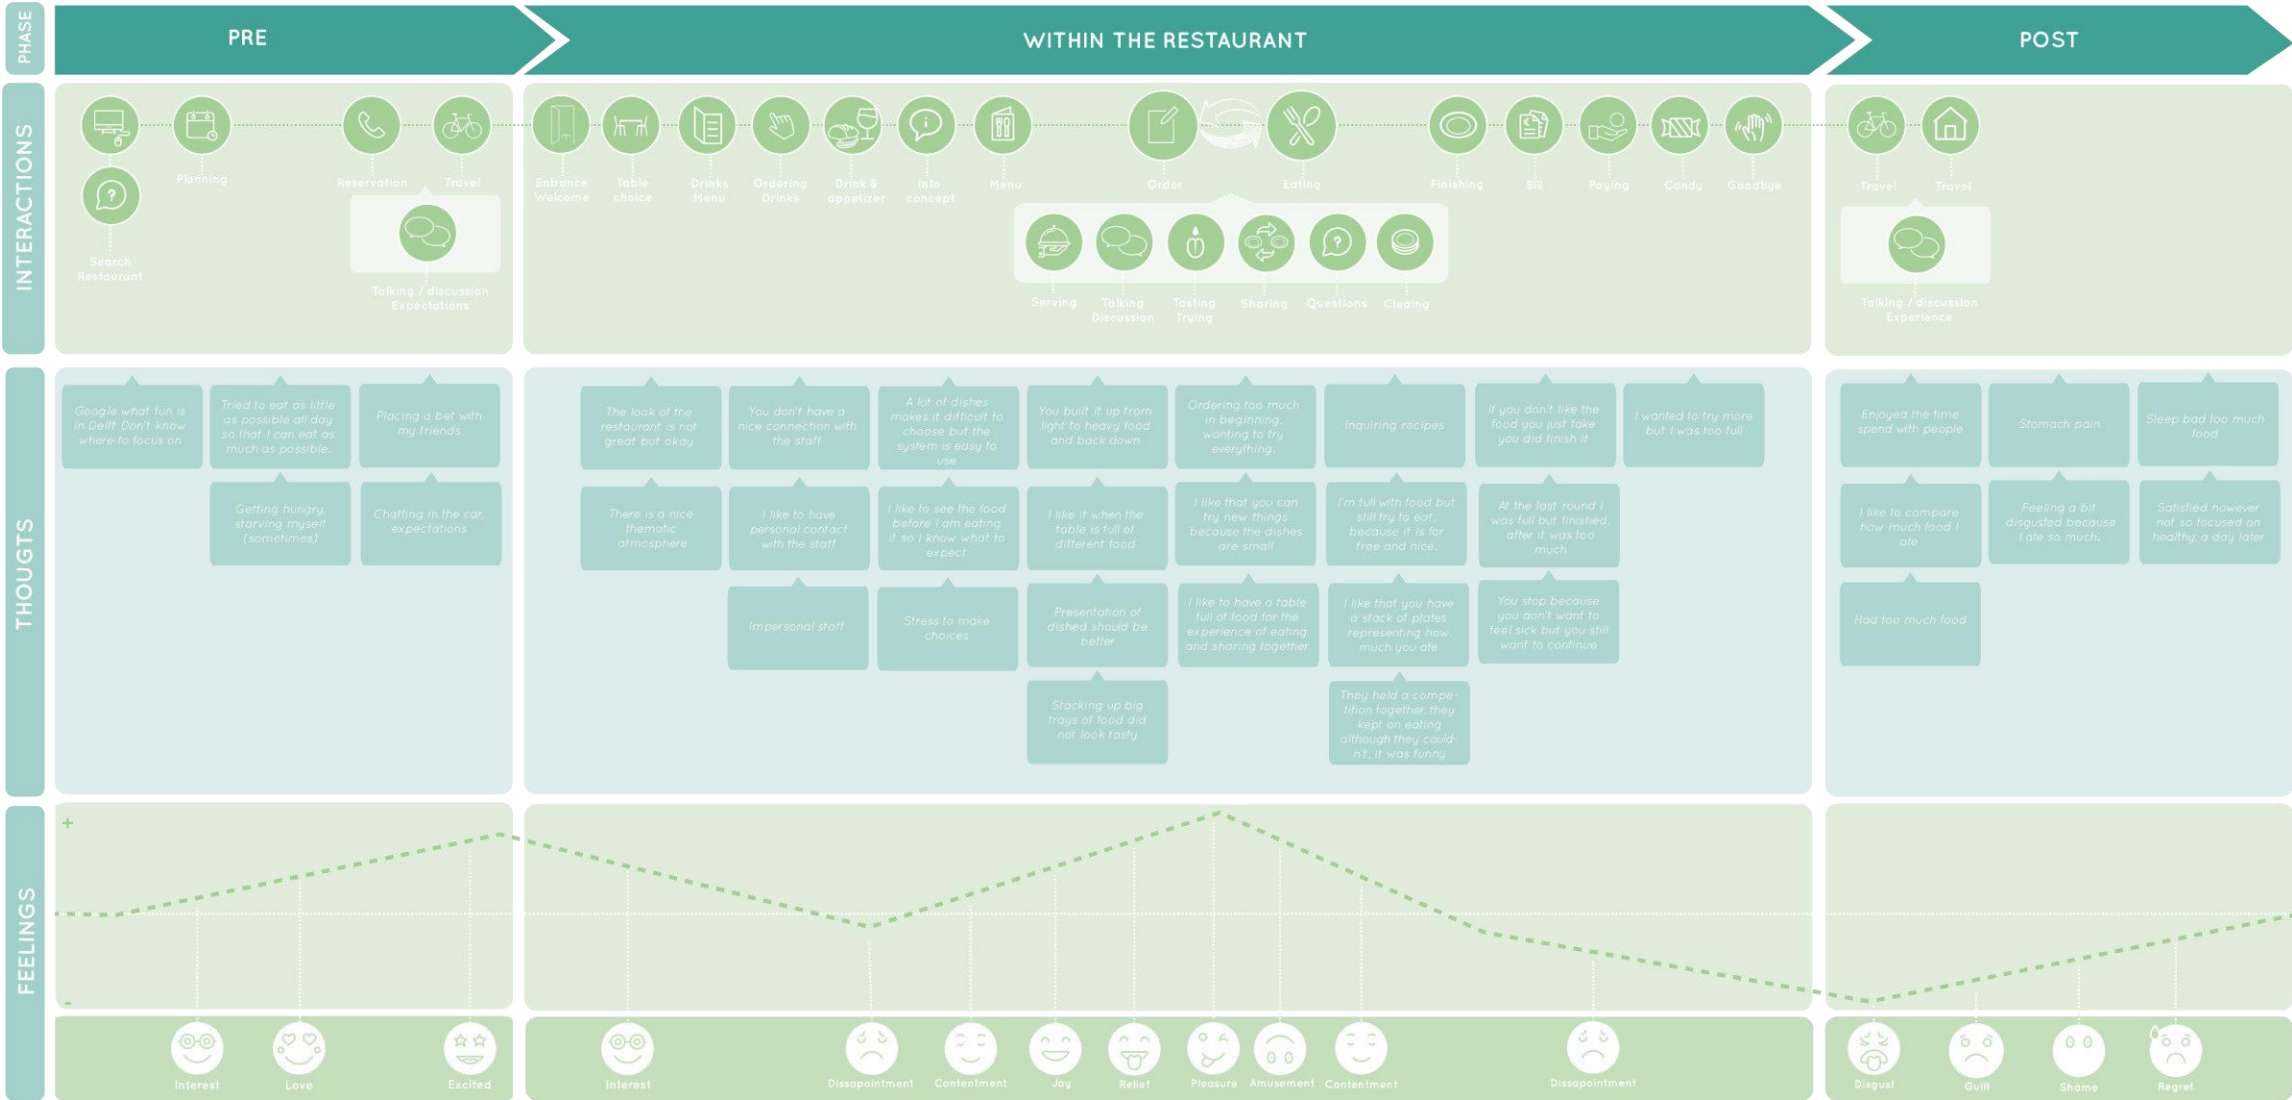 PHASE
PRE
WITHIN THE RESTAURANT
POST
INTERACTIONS
Search
Restaurant
Planning
Reservation
Travel
Talking / discussion
Expectations
Entrance
Welcome
Table
choice
Drinks
Menu
Ordering
Drinks
Drink &
appetizer
Into
concept
Menu
Order
Eating
Serving
Talking
Discussion
Tasting
Trying
Sharing
Questions
Cleaing
Finishing
Bill
Paying
Candy
Goodbye
Travel
Travel
Talking / discussion
Experience
THOUGTS
Google what fun is
in Delft. Don't know
where to focus on
Tried to eat as little
as possible all day
so that I can eat as
much as possible.
Placing a bet with
my friends
Getting hungry,
starving myself
(sometimes)
Chatting in the car,
expectations
The look of the
restaurant is not
great but okay
You don't have a
nice connection with
the staff
A lot of dishes
makes it difficult to
choose but the
system is easy to
use
You built it up from
light to heavy food
and back down
Ordering too much
in beginning,
wanting to try
everything.
Inquiring recipes
If you don't like the
food you just take
you did finish it
I wanted to try more
but I was too full
There is a nice
thematic
atmosphere
I like to have
personal contact
with the staff
I like to see the food
before I am eating
it so I know what to
expect
I like it when the
table is full of
different food
I like that you can
try new things
because the dishes
are small
I'm full with food but
still try to eat,
because it is for
free and nice.
At the last round I
was full but finished,
after it was too
much
Impersonal staff
Stress to make
choices
Presentation of
dished should be
better
I like to have a table
full of food for the
experience of eating
and sharing together
I like that you have
a stack of plates
representing how
much you ate
You stop because
you don't want to
feel sick but you still
want to continue
Stacking up big
trays of food did
not look tasty
They held a compe-
tition together, they
kept on eating
although they could-
n't, it was funny
Enjoyed the time
spend with people
Stomach pain
Sleep bad too much
food
I like to compare
how much food I
ate
Feeling a bit
disgusted because
I ate so much.
Satisfied however
not so focused on
healthy, a day later
Had too much food
FEELINGS
+
-
Interest
Love
Excited
Interest
Dissapointment
Contentment
Joy
Relief
Pleasure
Amusement
Contentment
Dissapointment
Disgust
Guilt
Shame
Regret